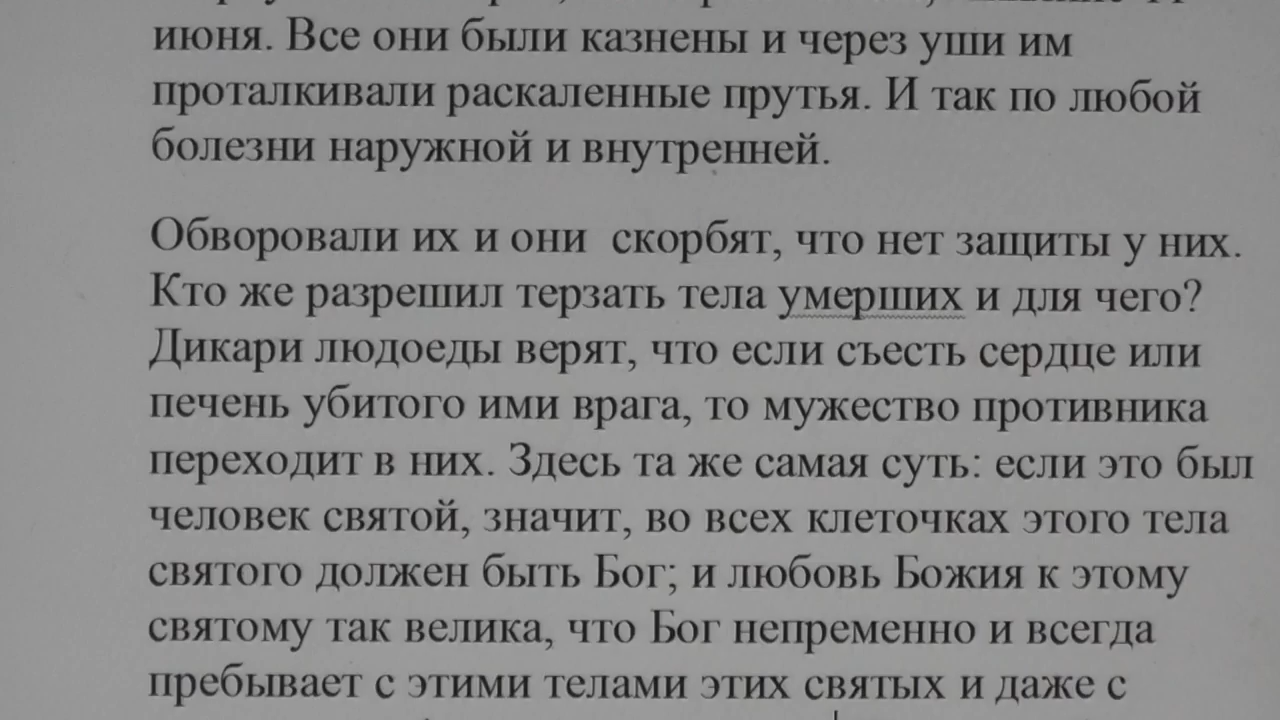 июня. Все они были казнены и через уши им
проталкивали раскаленные прутья. И так по любой
болезни наружной и внутренней.
Обворовали их и они скорбят, что нет защиты у них.
Кто же разрешил терзать тела умерших и для чего?
Дикари людоеды верят, что если съесть сердце или
печень убитого ими врага, то мужество противника
переходит в них. Здесь та же самая суть: если это был
человек святой, значит, во всех клеточках этого тела
святого должен быть Бог; и любовь Божия к этому
святому так велика, что Бог непременно и всегда
пребывает с этими телами этих святых и даже с